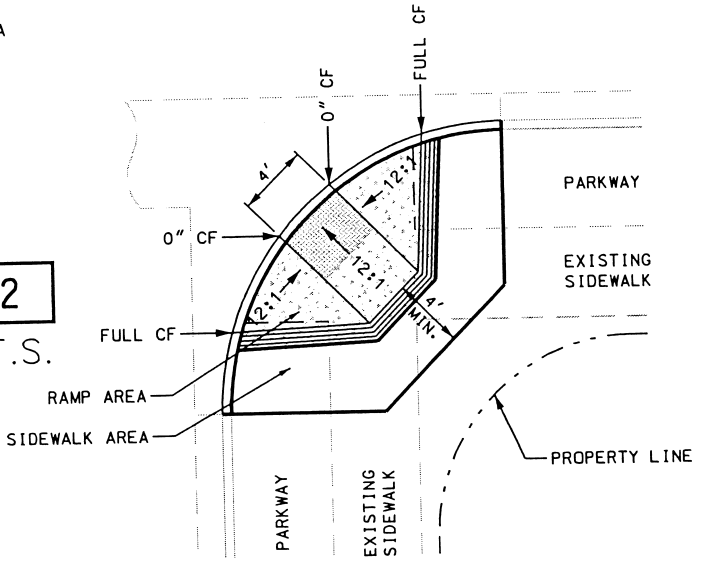 A
FULL CF
0" CF
4'
12:1
PARKWAY
0" CF
12:1
EXISTING
SIDEWALK
2
12:1
4'
MIN.
FULL CF
.S.
RAMP AREA
SIDEWALK AREA
PROPERTY LINE
PARKWAY
EXISTING
SIDEWALK